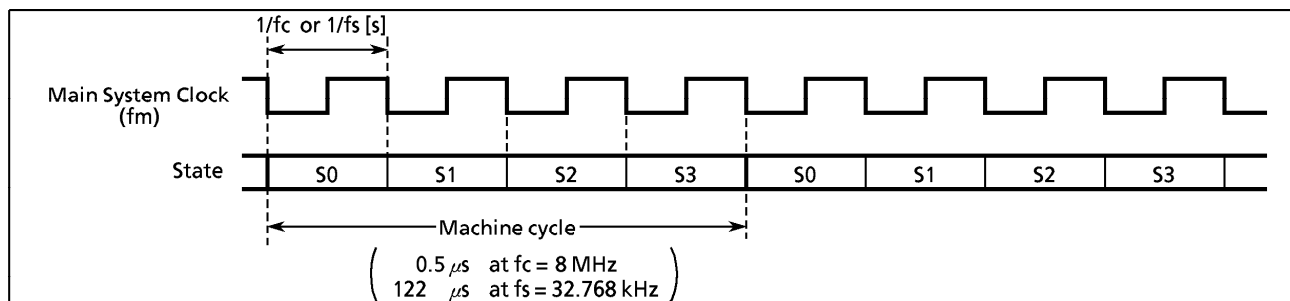 1/fc or 1/fs [s]
Main System Clock
(fm)
State
S0 S1 S2 S3 S0 S1 S2 S3
Machine cycle
0.5 μs at fc = 8 MHz
122 μs at fs = 32.768 kHz